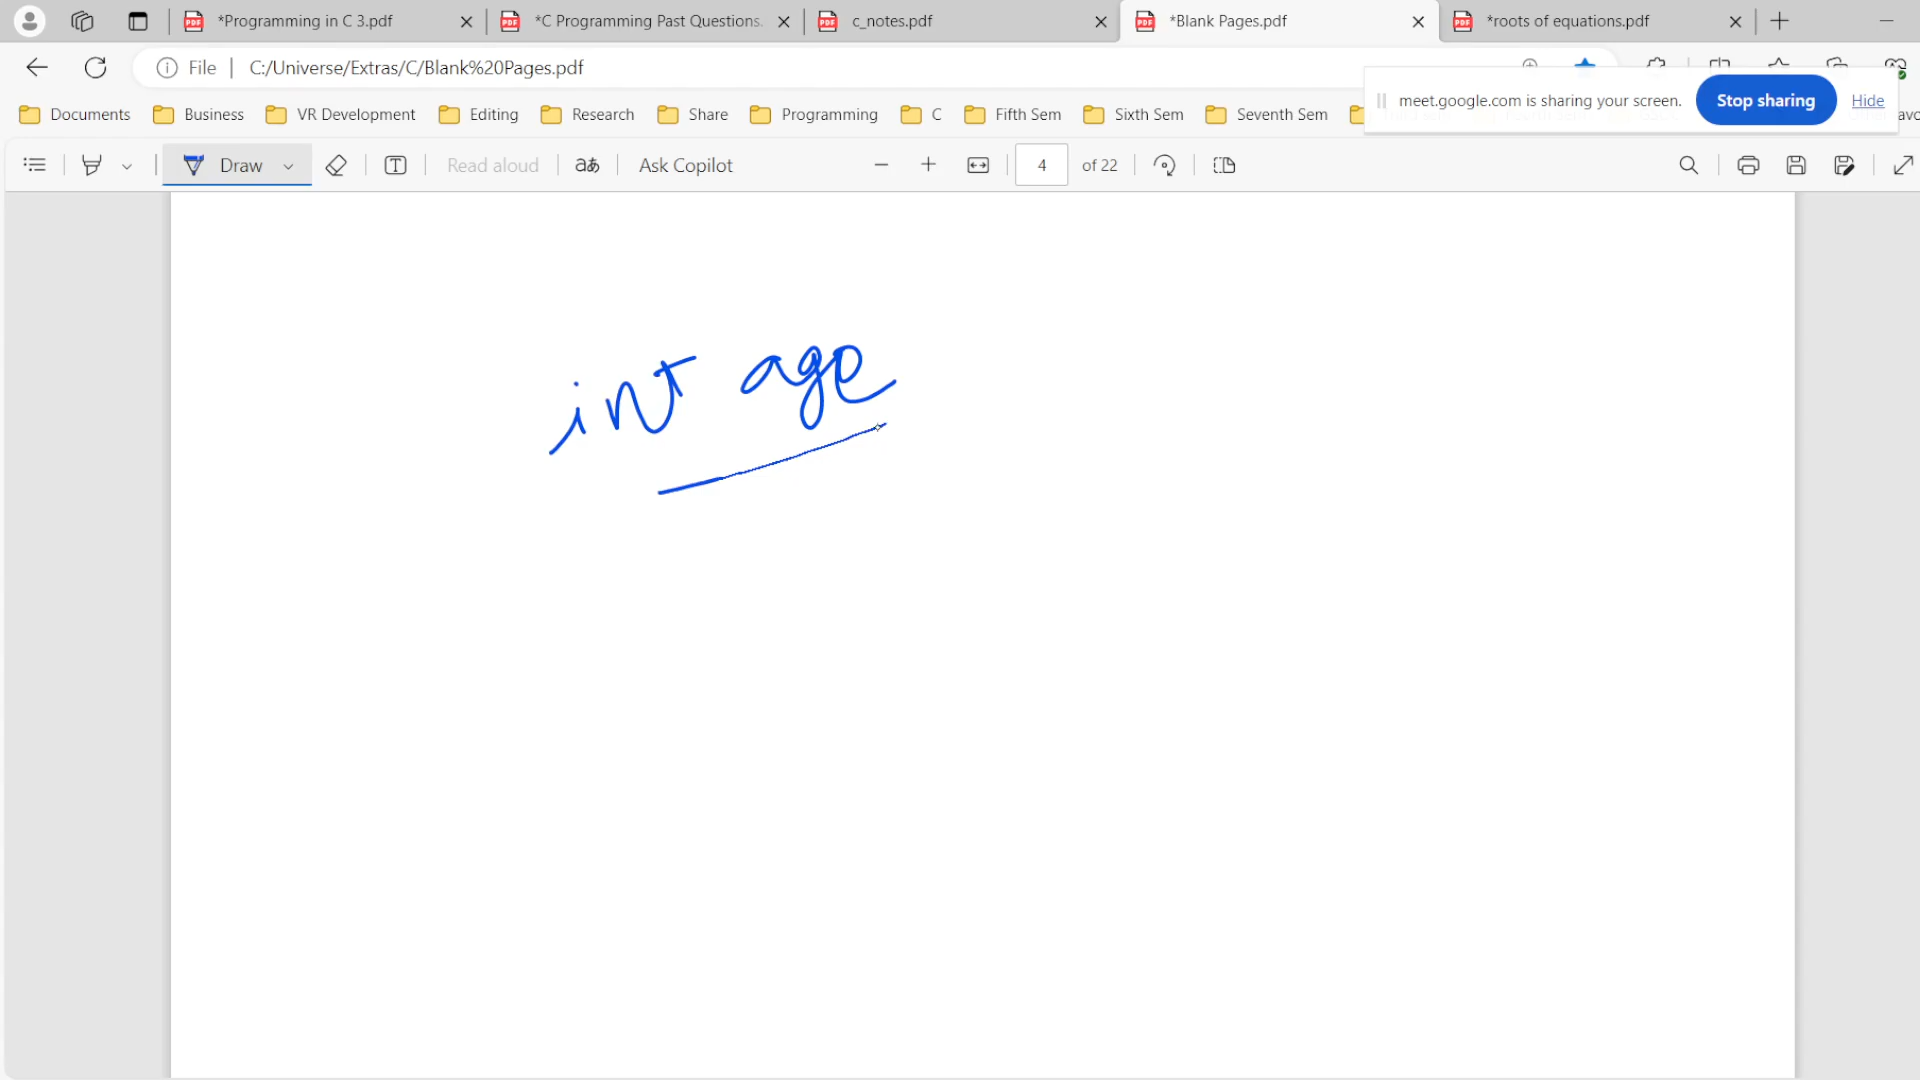 *Programming in C 3.pdf
*C Programming Past Questions.
c_notes.pdf
*Blank Pages.pdf
*roots of equations.pdf
File | C:/Universe/Extras/C/Blank%20Pages.pdf
meet.google.com is sharing your screen. Stop sharing Hide
Documents Business VR Development Editing Research Share Programming C Fifth Sem Sixth Sem Seventh Sem
Draw Read aloud aあ Ask Copilot 4 of 22
int age